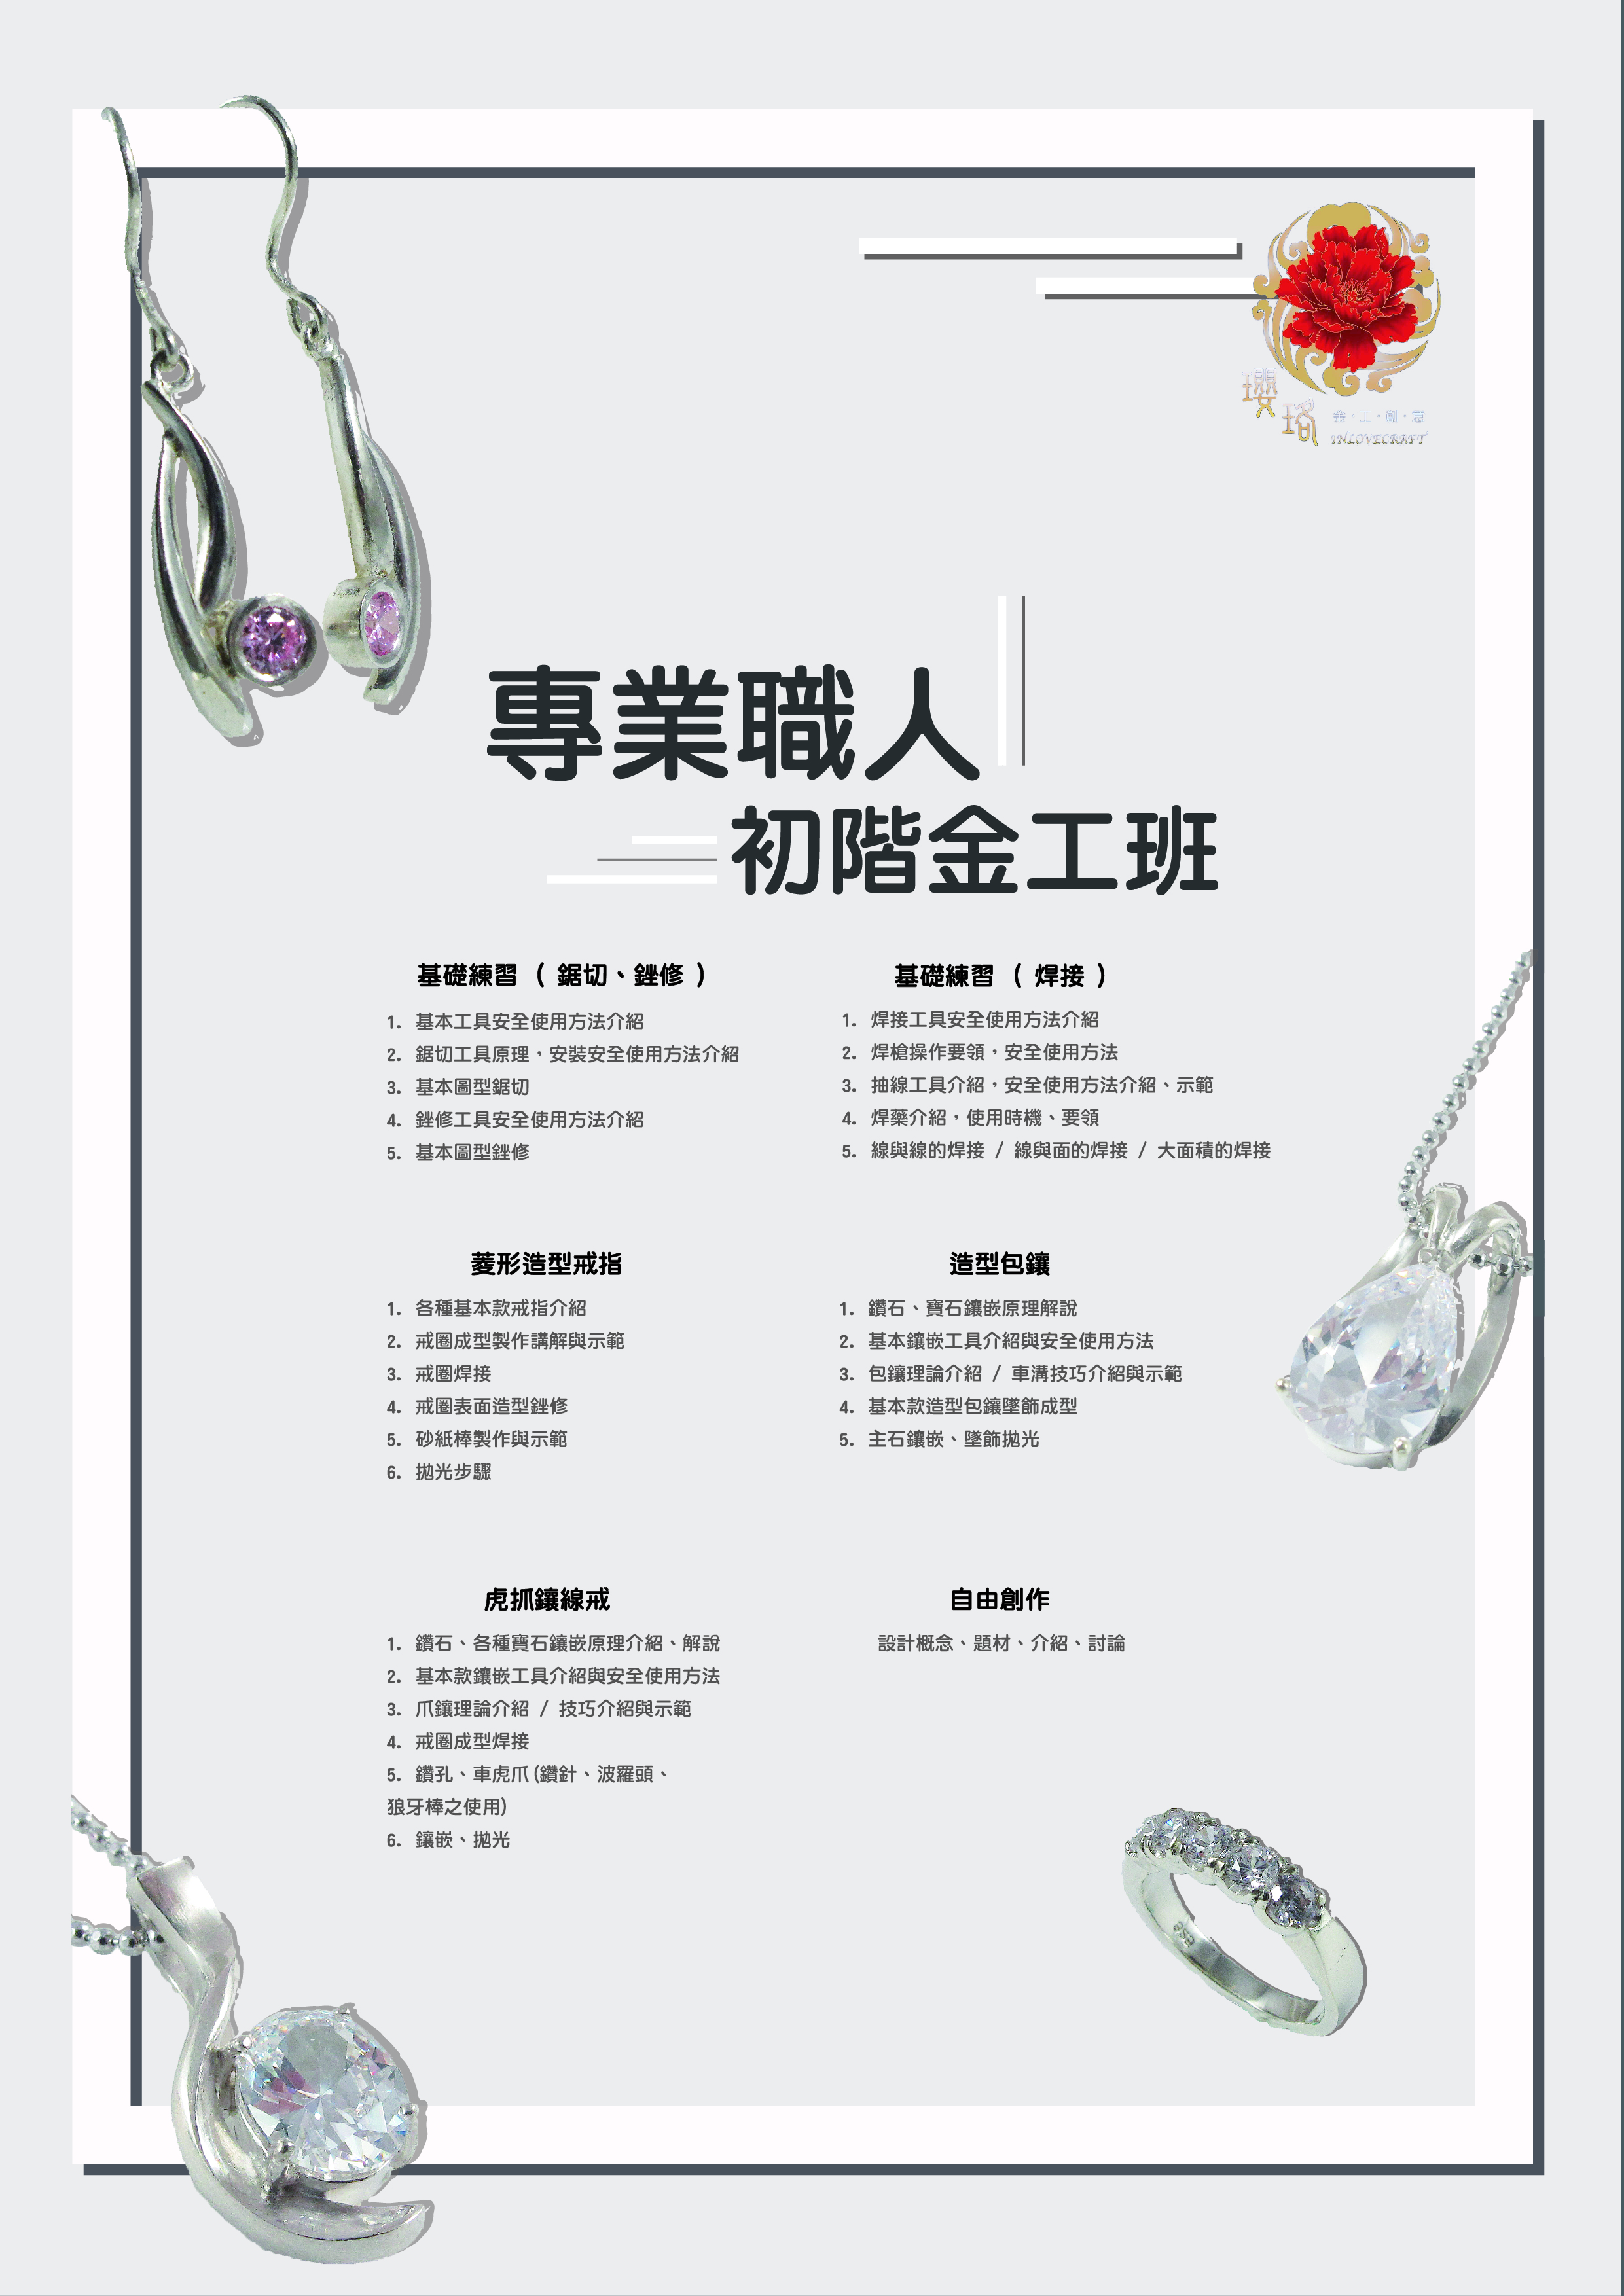 瓔珞
金·工·創·意
INLOVECRAFT
專業職人
初階金工班
基礎練習 ( 鋸切、銼修 )
1. 基本工具安全使用方法介紹
2. 鋸切工具原理，安裝安全使用方法介紹
3. 基本圖型鋸切
4. 銼修工具安全使用方法介紹
5. 基本圖型銼修
基礎練習 ( 焊接 )
1. 焊接工具安全使用方法介紹
2. 焊槍操作要領，安全使用方法
3. 抽線工具介紹，安全使用方法介紹、示範
4. 焊藥介紹，使用時機、要領
5. 線與線的焊接 / 線與面的焊接 / 大面積的焊接
菱形造型戒指
1. 各種基本款戒指介紹
2. 戒圈成型製作講解與示範
3. 戒圈焊接
4. 戒圈表面造型銼修
5. 砂紙棒製作與示範
6. 拋光步驟
造型包鑲
1. 鑽石、寶石鑲嵌原理解說
2. 基本鑲嵌工具介紹與安全使用方法
3. 包鑲理論介紹 / 車溝技巧介紹與示範
4. 基本款造型包鑲墜飾成型
5. 主石鑲嵌、墜飾拋光
虎抓鑲線戒
1. 鑽石、各種寶石鑲嵌原理介紹、解說
2. 基本款鑲嵌工具介紹與安全使用方法
3. 爪鑲理論介紹 / 技巧介紹與示範
4. 戒圈成型焊接
5. 鑽孔、車虎爪(鑽針、波羅頭、
狼牙棒之使用)
6. 鑲嵌、拋光
自由創作
設計概念、題材、介紹、討論